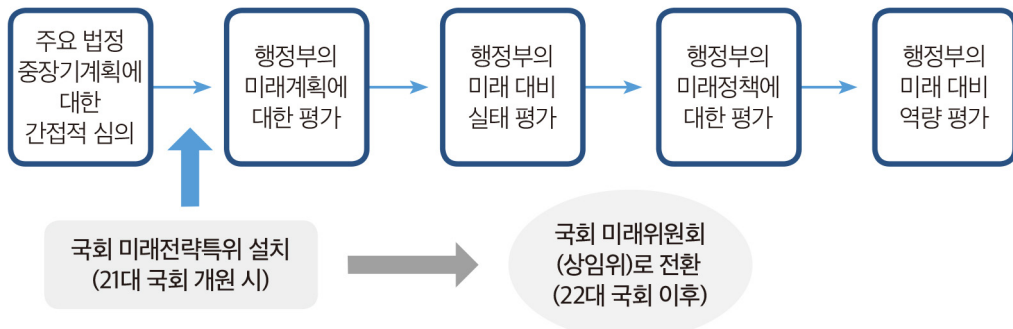 주요 법정
중장기계획에
대한
간접적 심의
행정부의
미래계획에
대한 평가
행정부의
미래 대비
실태 평가
행정부의
미래정책에
대한 평가
행정부의
미래 대비
역량 평가
국회 미래전략특위 설치
(21대 국회 개원 시)
국회 미래위원회
(상임위)로 전환
(22대 국회 이후)